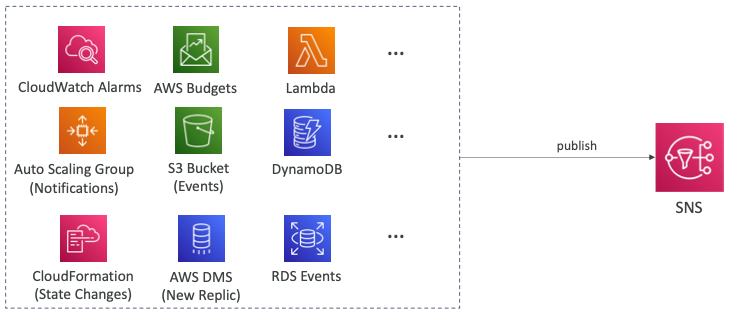 CloudWatch Alarms
AWS Budgets
Lambda
...
Auto Scaling Group
(Notifications)
S3 Bucket
(Events)
DynamoDB
...
CloudFormation
(State Changes)
AWS DMS
(New Replic)
RDS Events
...
publish
SNS